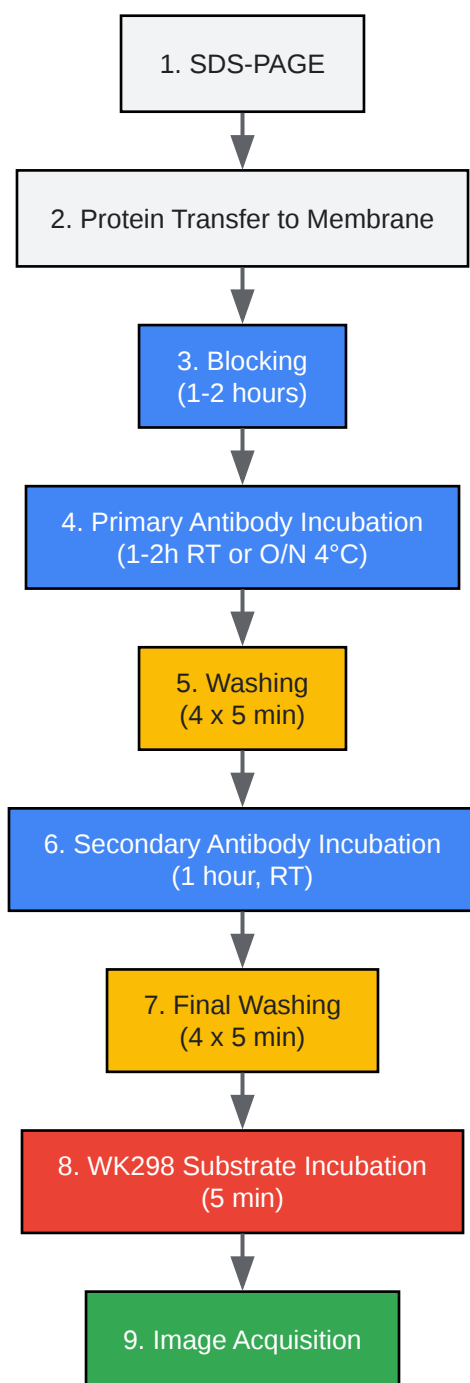 1. SDS-PAGE
2. Protein Transfer to Membrane
3. Blocking
(1-2 hours)
4. Primary Antibody Incubation
(1-2h RT or O/N 4°C)
5. Washing
(4 x 5 min)
6. Secondary Antibody Incubation
(1 hour, RT)
7. Final Washing
(4 x 5 min)
8. WK298 Substrate Incubation
(5 min)
9. Image Acquisition